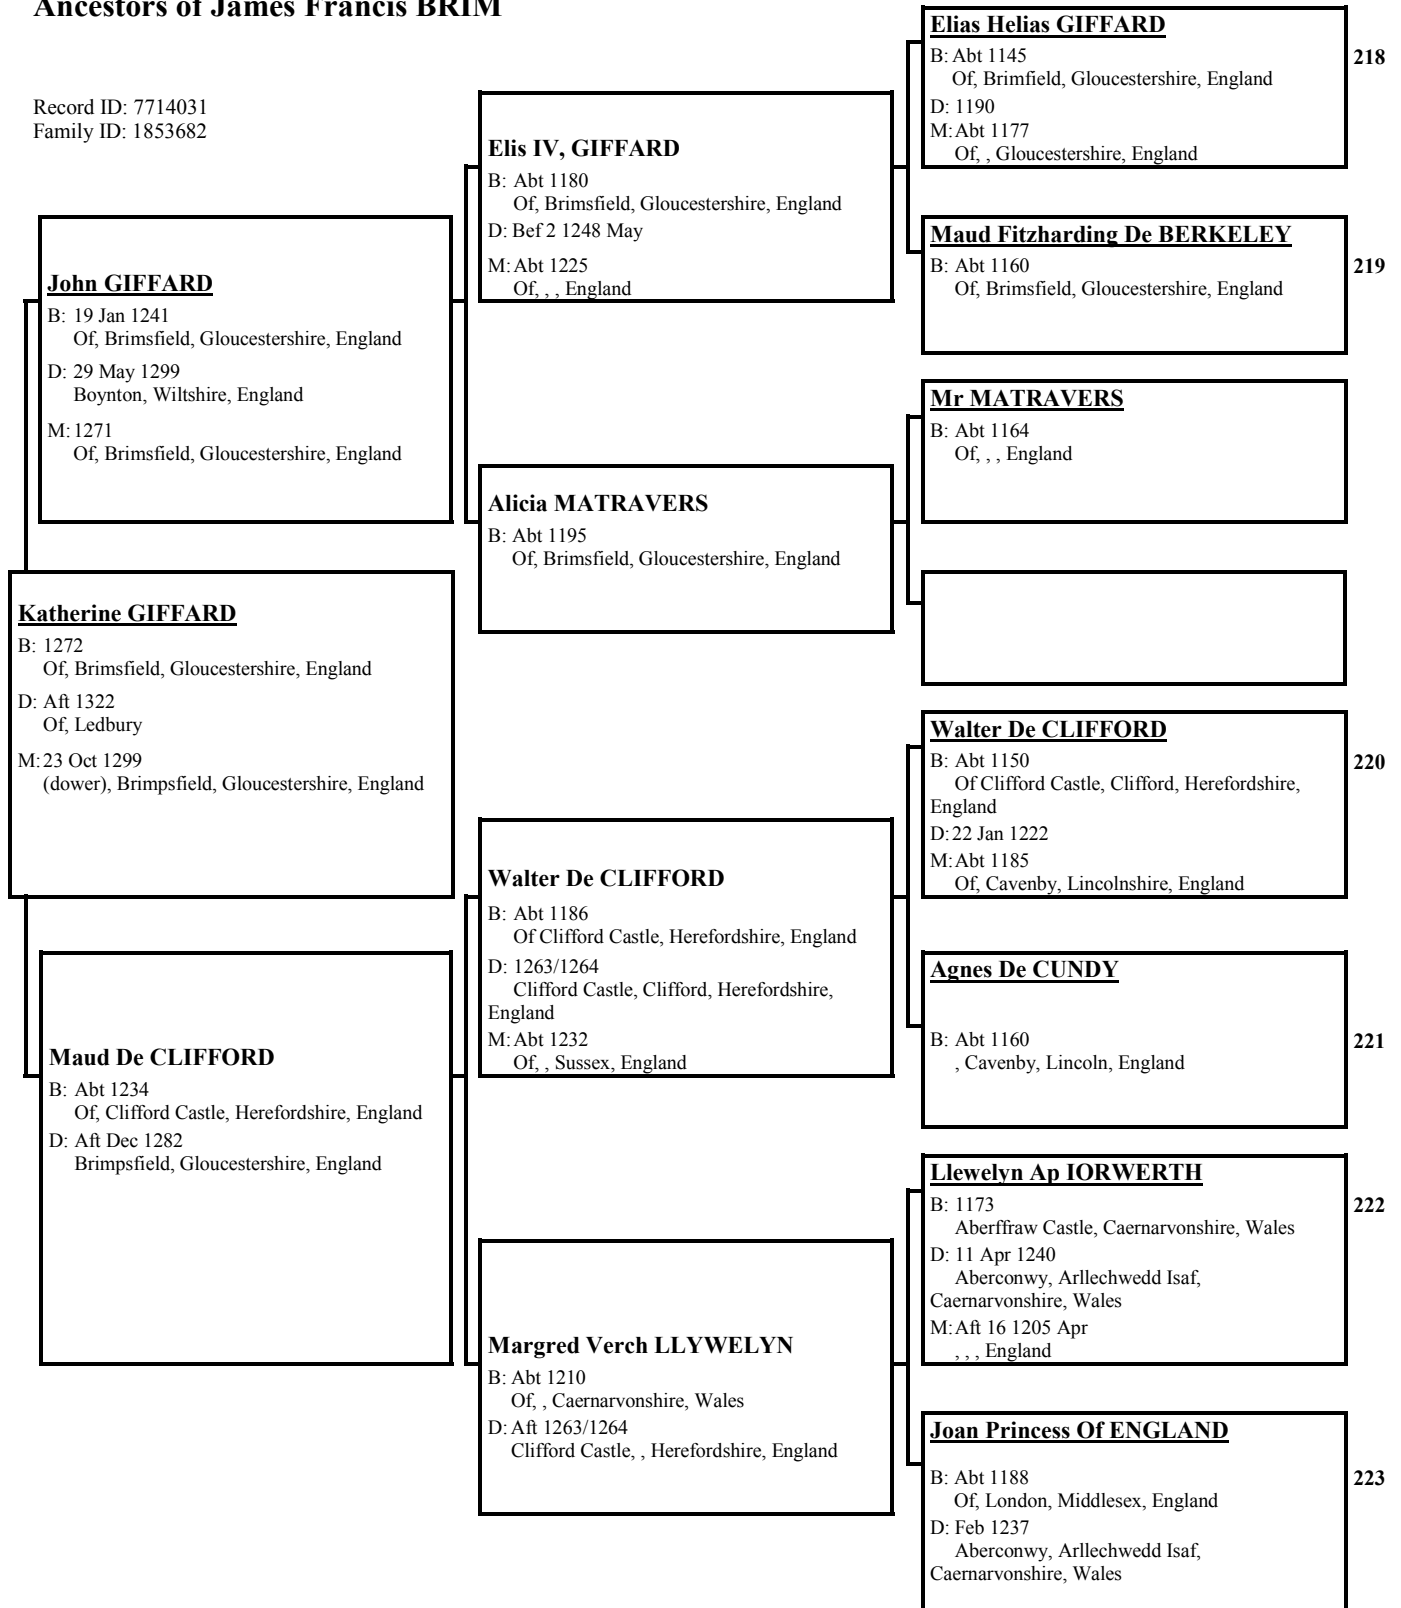 Ancestors of James Francis BRIM
Record ID: 7714031
Family ID: 1853682
Katherine GIFFARD
B: 1272
Of, Brimsfield, Gloucestershire, England
D: Aft 1322
Of, Ledbury
M: 23 Oct 1299
(dower), Brimpsfield, Gloucestershire, England
John GIFFARD
B: 19 Jan 1241
Of, Brimsfield, Gloucestershire, England
D: 29 May 1299
Boynton, Wiltshire, England
M: 1271
Of, Brimsfield, Gloucestershire, England
Maud De CLIFFORD
B: Abt 1234
Of, Clifford Castle, Herefordshire, England
D: Aft Dec 1282
Brimpsfield, Gloucestershire, England
Elis IV, GIFFARD
B: Abt 1180
Of, Brimsfield, Gloucestershire, England
D: Bef 2 1248 May
M: Abt 1225
Of, , , England
Alicia MATRAVERS
B: Abt 1195
Of, Brimsfield, Gloucestershire, England
Walter De CLIFFORD
B: Abt 1186
Of Clifford Castle, Herefordshire, England
D: 1263/1264
Clifford Castle, Clifford, Herefordshire,
England
M: Abt 1232
Of, , Sussex, England
Margred Verch LLYWELYN
B: Abt 1210
Of, , Caernarvonshire, Wales
D: Aft 1263/1264
Clifford Castle, , Herefordshire, England
Elias Helias GIFFARD
B: Abt 1145
Of, Brimfield, Gloucestershire, England
D: 1190
M: Abt 1177
Of, , Gloucestershire, England
218
Maud Fitzharding De BERKELEY
B: Abt 1160
Of, Brimsfield, Gloucestershire, England
219
Mr MATRAVERS
B: Abt 1164
Of, , , England
Walter De CLIFFORD
B: Abt 1150
Of Clifford Castle, Clifford, Herefordshire,
England
D: 22 Jan 1222
M: Abt 1185
Of, Cavenby, Lincolnshire, England
220
Agnes De CUNDY
B: Abt 1160
, Cavenby, Lincoln, England
221
Llewelyn Ap IORWERTH
B: 1173
Aberffraw Castle, Caernarvonshire, Wales
D: 11 Apr 1240
Aberconwy, Arllechwedd Isaf,
Caernarvonshire, Wales
M: Aft 16 1205 Apr
, , , England
222
Joan Princess Of ENGLAND
B: Abt 1188
Of, London, Middlesex, England
D: Feb 1237
Aberconwy, Arllechwedd Isaf,
Caernarvonshire, Wales
223